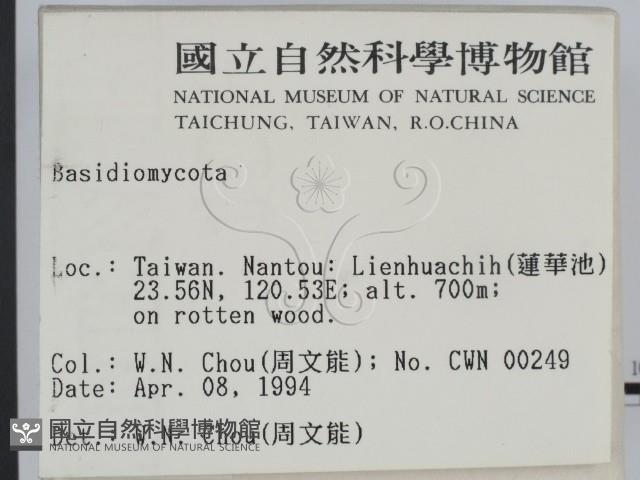 國立自然科學博物館
NATIONAL MUSEUM OF NATURAL SCIENCE
TAICHUNG, TAIWAN, R.O.CHINA
Basidiomycota
Loc.: Taiwan. Nantou: Lienhuachih(蓮華池)
23.56N, 120.53E; alt. 700m;
on rotten wood.
Col.: W.N. Chou(周文能); No. CWN 00249
Date: Apr. 08, 1994
Det.: W.N. Chou(周文能)
國立自然科學博物館
NATIONAL MUSEUM OF NATURAL SCIENCE